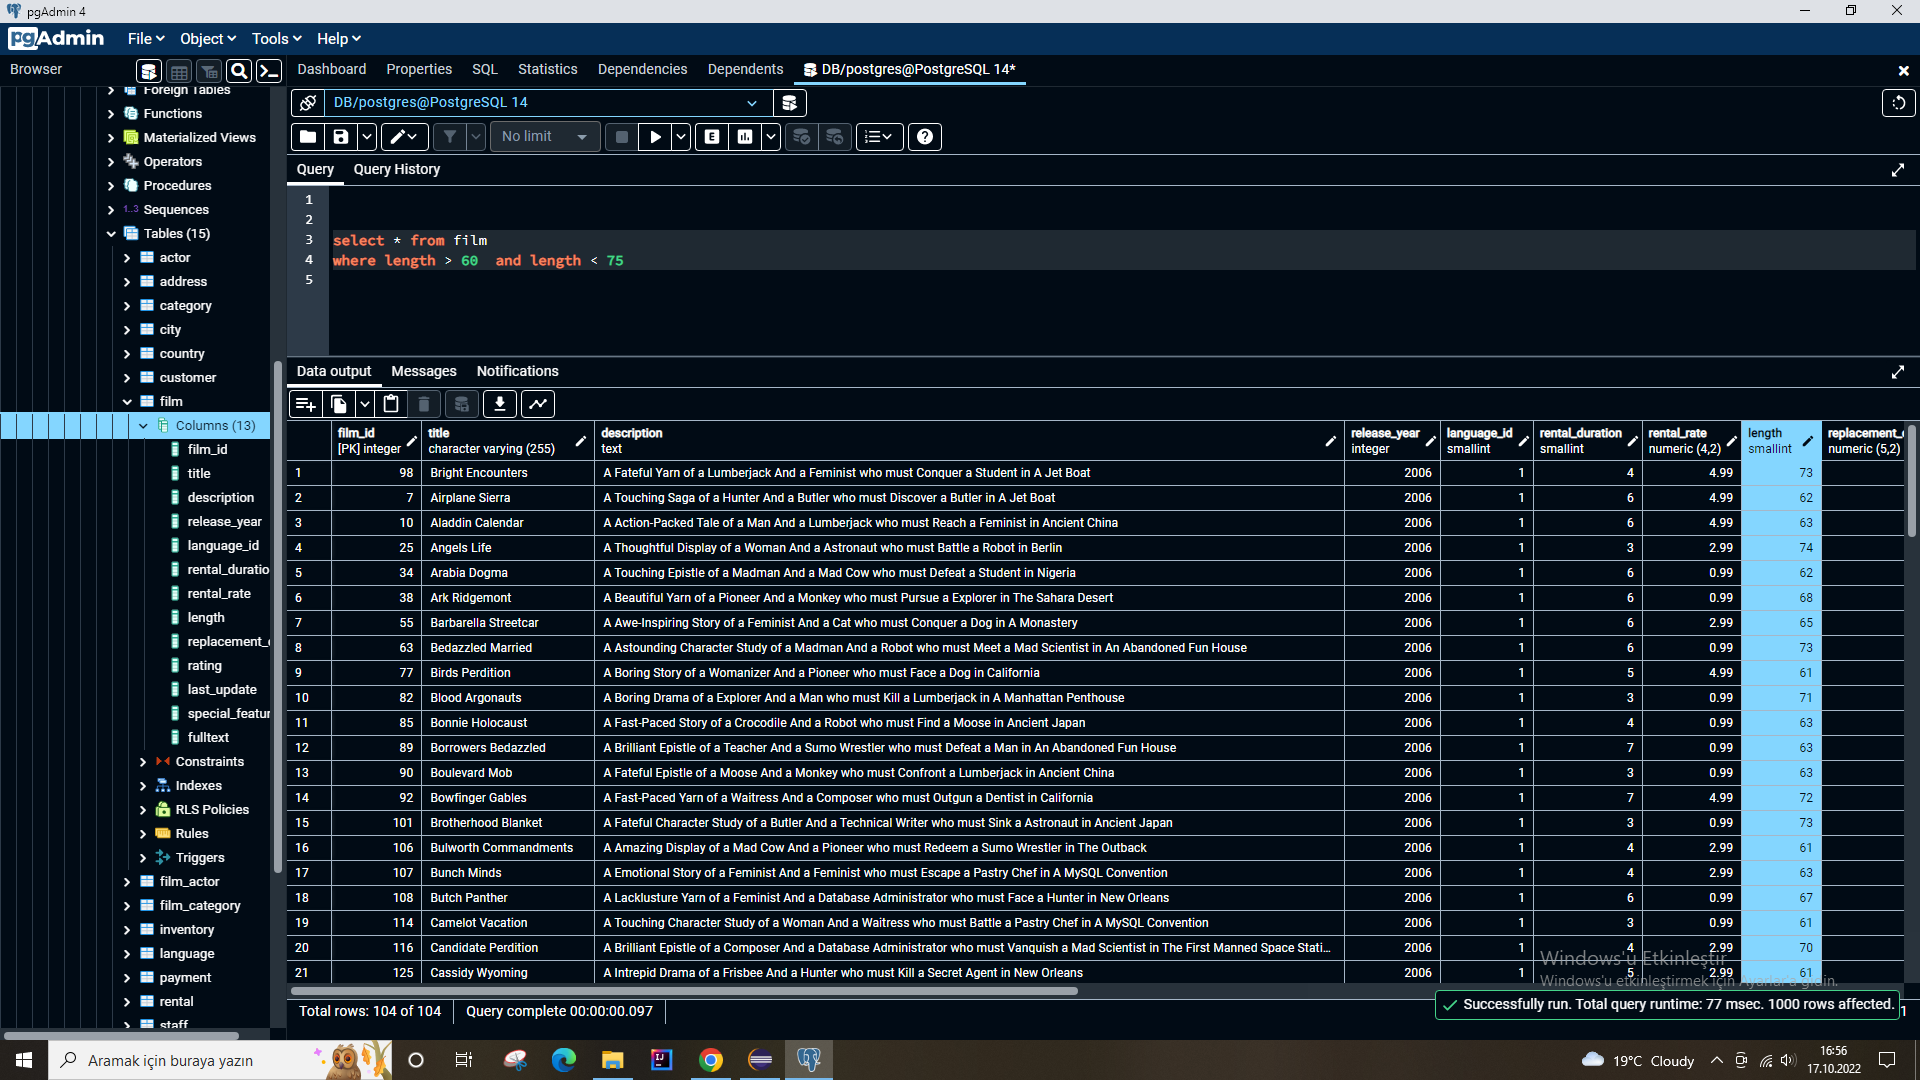 pgAdmin 4
pgAdmin File Object Tools Help
Browser
Dashboard Properties SQL Statistics Dependencies Dependents DB/postgres@PostgreSQL 14*
DB/postgres@PostgreSQL 14
No limit
Query Query History
1
2
3 select * from film
4 where length > 60 and length < 75
5
Foreign Tables
Functions
Materialized Views
Operators
Procedures
1..3 Sequences
Tables (15)
actor
address
category
city
country
customer
film
Columns (13)
film_id
title
description
release_year
language_id
rental_duratio
rental_rate
length
replacement_
rating
last_update
special_featur
fulltext
Constraints
Indexes
RLS Policies
Rules
Triggers
film_actor
film_category
inventory
language
payment
rental
staff
Data output Messages Notifications
film_id title description release_year language_id rental_duration rental_rate length replacement_
[PK] integer character varying (255) text integer smallint smallint numeric (4,2) smallint numeric (5,2)
1 98 Bright Encounters A Fateful Yarn of a Lumberjack And a Feminist who must Conquer a Student in A Jet Boat 2006 1 4 4.99 73
2 7 Airplane Sierra A Touching Saga of a Hunter And a Butler who must Discover a Butler in A Jet Boat 2006 1 6 4.99 62
3 10 Aladdin Calendar A Action-Packed Tale of a Man And a Lumberjack who must Reach a Feminist in Ancient China 2006 1 6 4.99 63
4 25 Angels Life A Thoughtful Display of a Woman And a Astronaut who must Battle a Robot in Berlin 2006 1 3 2.99 74
5 34 Arabia Dogma A Touching Epistle of a Madman And a Mad Cow who must Defeat a Student in Nigeria 2006 1 6 0.99 62
6 38 Ark Ridgemont A Beautiful Yarn of a Pioneer And a Monkey who must Pursue a Explorer in The Sahara Desert 2006 1 6 0.99 68
7 55 Barbarella Streetcar A Awe-Inspiring Story of a Feminist And a Cat who must Conquer a Dog in A Monastery 2006 1 6 2.99 65
8 63 Bedazzled Married A Astounding Character Study of a Madman And a Robot who must Meet a Mad Scientist in An Abandoned Fun House 2006 1 6 0.99 73
9 77 Birds Perdition A Boring Story of a Womanizer And a Pioneer who must Face a Dog in California 2006 1 5 4.99 61
10 82 Blood Argonauts A Boring Drama of a Explorer And a Man who must Kill a Lumberjack in A Manhattan Penthouse 2006 1 3 0.99 71
11 85 Bonnie Holocaust A Fast-Paced Story of a Crocodile And a Robot who must Find a Moose in Ancient Japan 2006 1 4 0.99 63
12 89 Borrowers Bedazzled A Brilliant Epistle of a Teacher And a Sumo Wrestler who must Defeat a Man in An Abandoned Fun House 2006 1 7 0.99 63
13 90 Boulevard Mob A Fateful Epistle of a Moose And a Monkey who must Confront a Lumberjack in Ancient China 2006 1 3 0.99 63
14 92 Bowfinger Gables A Fast-Paced Yarn of a Waitress And a Composer who must Outgun a Dentist in California 2006 1 7 4.99 72
15 101 Brotherhood Blanket A Fateful Character Study of a Butler And a Technical Writer who must Sink a Astronaut in Ancient Japan 2006 1 3 0.99 73
16 106 Bulworth Commandments A Amazing Display of a Mad Cow And a Pioneer who must Redeem a Sumo Wrestler in The Outback 2006 1 4 2.99 61
17 107 Bunch Minds A Emotional Story of a Feminist And a Feminist who must Escape a Pastry Chef in A MySQL Convention 2006 1 4 2.99 63
18 108 Butch Panther A Lacklusture Yarn of a Feminist And a Database Administrator who must Face a Hunter in New Orleans 2006 1 6 0.99 67
19 114 Camelot Vacation A Touching Character Study of a Woman And a Waitress who must Battle a Pastry Chef in A MySQL Convention 2006 1 3 0.99 61
20 116 Candidate Perdition A Brilliant Epistle of a Composer And a Database Administrator who must Vanquish a Mad Scientist in The First Manned Space Stati... 2006 1 4 2.99 70
21 125 Cassidy Wyoming A Intrepid Drama of a Frisbee And a Hunter who must Kill a Secret Agent in New Orleans 2006 1 5 2.99 61
Windows'u Etkinleştir
Windows'u etkinleştirmek için Ayarlar'a gidin.
Total rows: 104 of 104 Query complete 00:00:00.097
Successfully run. Total query runtime: 77 msec. 1000 rows affected.
1
Aramak için buraya yazın
19°C Cloudy
16:56
17.10.2022